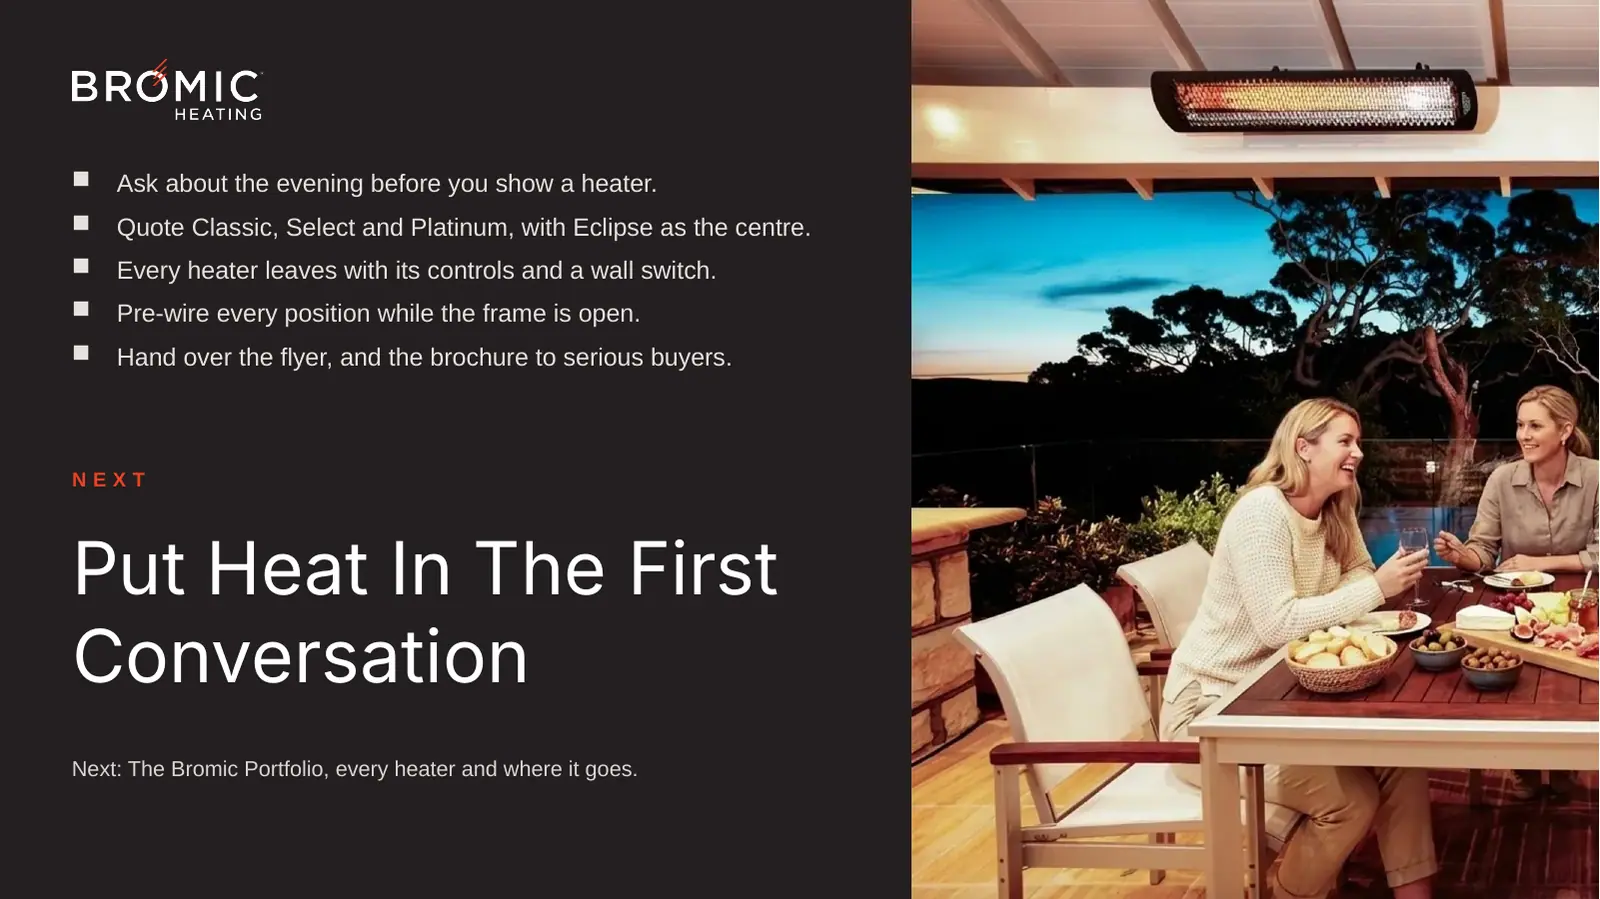 BROMIC
HEATING
Ask about the evening before you show a heater.
Quote Classic, Select and Platinum, with Eclipse as the centre.
Every heater leaves with its controls and a wall switch.
Pre-wire every position while the frame is open.
Hand over the flyer, and the brochure to serious buyers.
NEXT
Put Heat In The First
Conversation
Next: The Bromic Portfolio, every heater and where it goes.